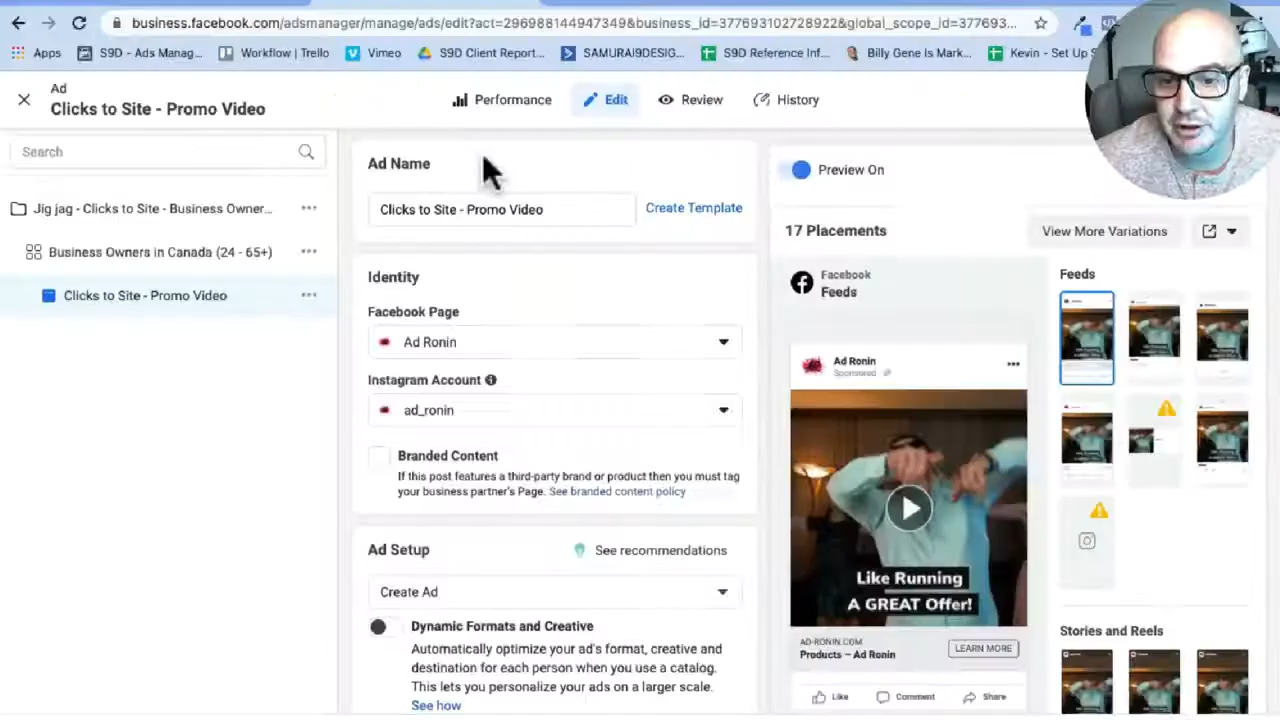 business.facebook.com/adsmanager/manage/ads/edit?act=296988144947349&business_id=377693102728922&global_scope_id=377693...
Apps
S9D - Ads Manag...
Workflow | Trello
Vimeo
S9D Client Report...
SAMURAI9DESIG...
S9D Reference Inf...
Billy Gene Is Mark...
Kevin - Set Up S
Ad
Clicks to Site - Promo Video
Performance
Edit
Review
History
Search
Jig jag - Clicks to Site - Business Owner...
Business Owners in Canada (24 - 65+)
Clicks to Site - Promo Video
Ad Name
Clicks to Site - Promo Video
Create Template
Identity
Facebook Page
Ad Ronin
Instagram Account
ad_ronin
Branded Content
If this post features a third-party brand or product then you must tag
your business partner's Page. See branded content policy
Ad Setup
See recommendations
Create Ad
Dynamic Formats and Creative
Automatically optimize your ad's format, creative and
destination for each person when you use a catalog.
This lets you personalize your ads on a larger scale.
See how
Preview On
17 Placements
View More Variations
Facebook
Feeds
Ad Ronin
Sponsored
Like Running
A GREAT Offer!
AD-RONIN.COM
Products – Ad Ronin
LEARN MORE
Like
Comment
Share
Feeds
Stories and Reels